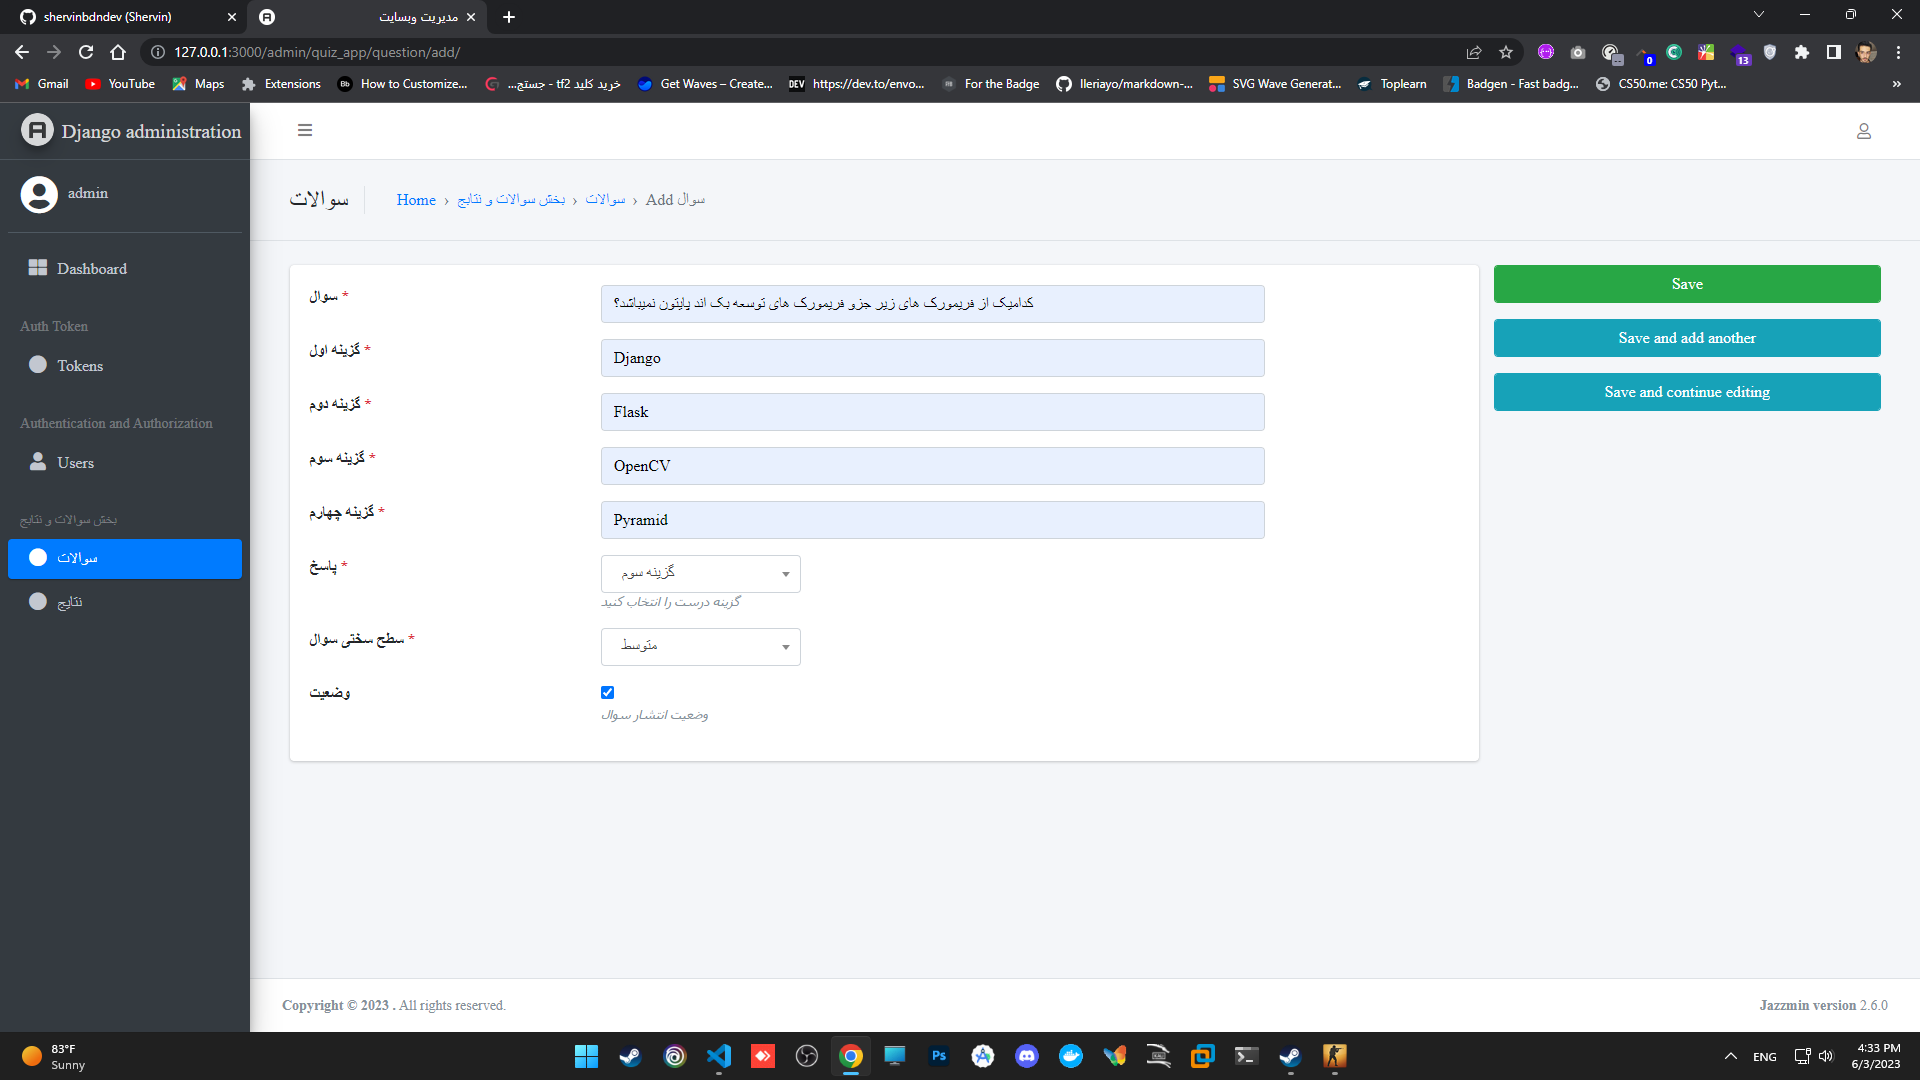 shervinbdndev (Shervin)
مدیریت وبسایت
127.0.0.1:3000/admin/quiz_app/question/add/
0
13
Gmail
YouTube
Maps
Extensions
How to Customize...
خرید کلید tf2 - جستج...
Get Waves – Create...
https://dev.to/envo...
For the Badge
Ileriayo/markdown-...
SVG Wave Generat...
Toplearn
Badgen - Fast badg...
CS50.me: CS50 Pyt...
»
Django administration
admin
Dashboard
Auth Token
Tokens
Authentication and Authorization
Users
بخش سوالات و نتایج
سوالات
نتایج
سوالات
Home › بخش سوالات و نتایج › سوالات › Add سوال
سوال *
کدامیک از فریمورک های زیر جزو فریمورک های توسعه بک اند پایتون نمیباشد؟
گزینه اول *
Django
گزینه دوم *
Flask
گزینه سوم *
OpenCV
گزینه چهارم *
Pyramid
پاسخ *
گزینه سوم
گزینه درست را انتخاب کنید
سطح سختی سوال *
متوسط
وضعیت
وضعیت انتشار سوال
Save
Save and add another
Save and continue editing
Copyright © 2023 . All rights reserved.
Jazzmin version 2.6.0
83°F
Sunny
Ps
ENG
4:33 PM
6/3/2023